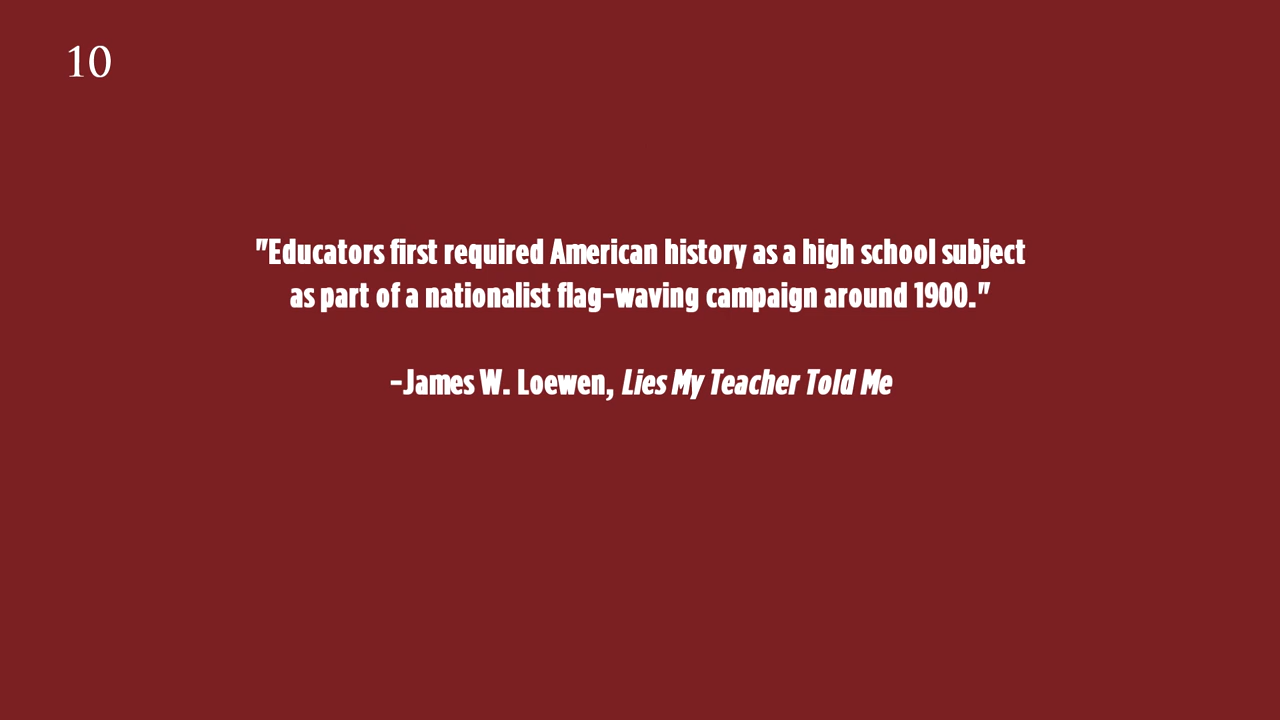 10
"Educators first required American history as a high school subject
as part of a nationalist flag-waving campaign around 1900."
-James W. Loewen, Lies My Teacher Told Me